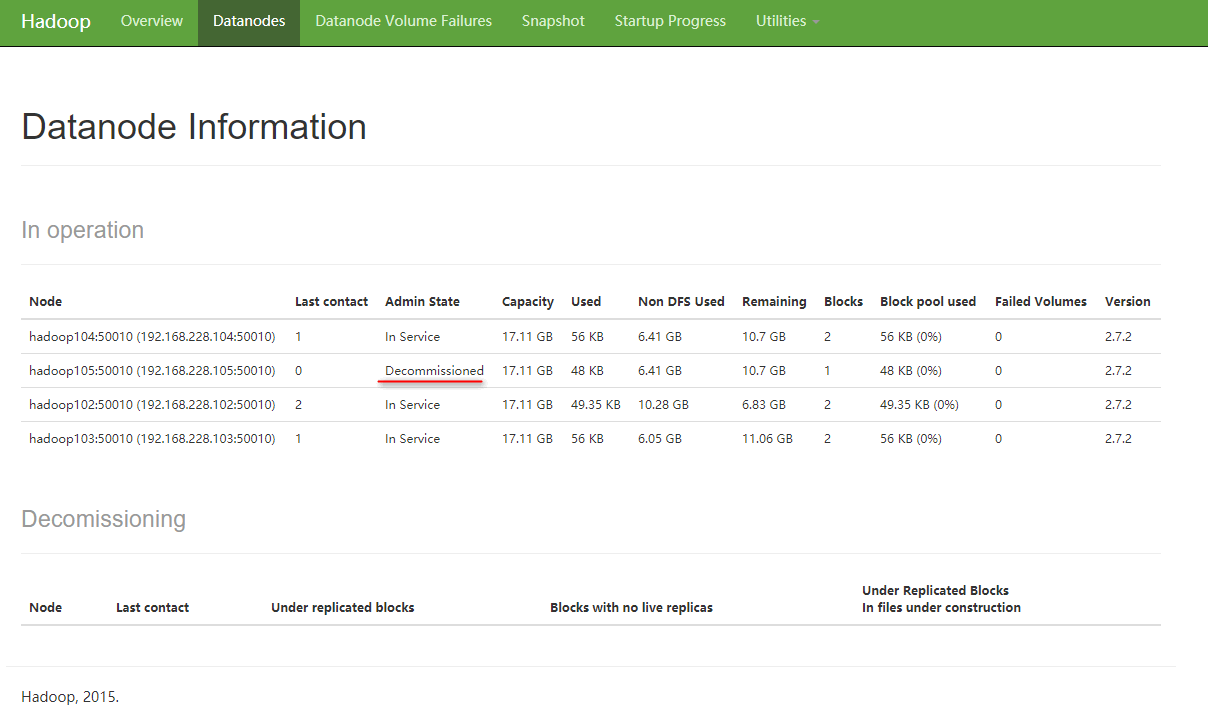 Hadoop Overview Datanodes Datanode Volume Failures Snapshot Startup Progress Utilities
Datanode Information
In operation
Node Last contact Admin State Capacity Used Non DFS Used Remaining Blocks Block pool used Failed Volumes Version
hadoop104:50010 (192.168.228.104:50010) 1 In Service 17.11 GB 56 KB 6.41 GB 10.7 GB 2 56 KB (0%) 0 2.7.2
hadoop105:50010 (192.168.228.105:50010) 0 Decommissioned 17.11 GB 48 KB 6.41 GB 10.7 GB 1 48 KB (0%) 0 2.7.2
hadoop102:50010 (192.168.228.102:50010) 2 In Service 17.11 GB 49.35 KB 10.28 GB 6.83 GB 2 49.35 KB (0%) 0 2.7.2
hadoop103:50010 (192.168.228.103:50010) 1 In Service 17.11 GB 56 KB 6.05 GB 11.06 GB 2 56 KB (0%) 0 2.7.2
Decomissioning
Node Last contact Under replicated blocks Blocks with no live replicas Under Replicated Blocks
In files under construction
Hadoop, 2015.